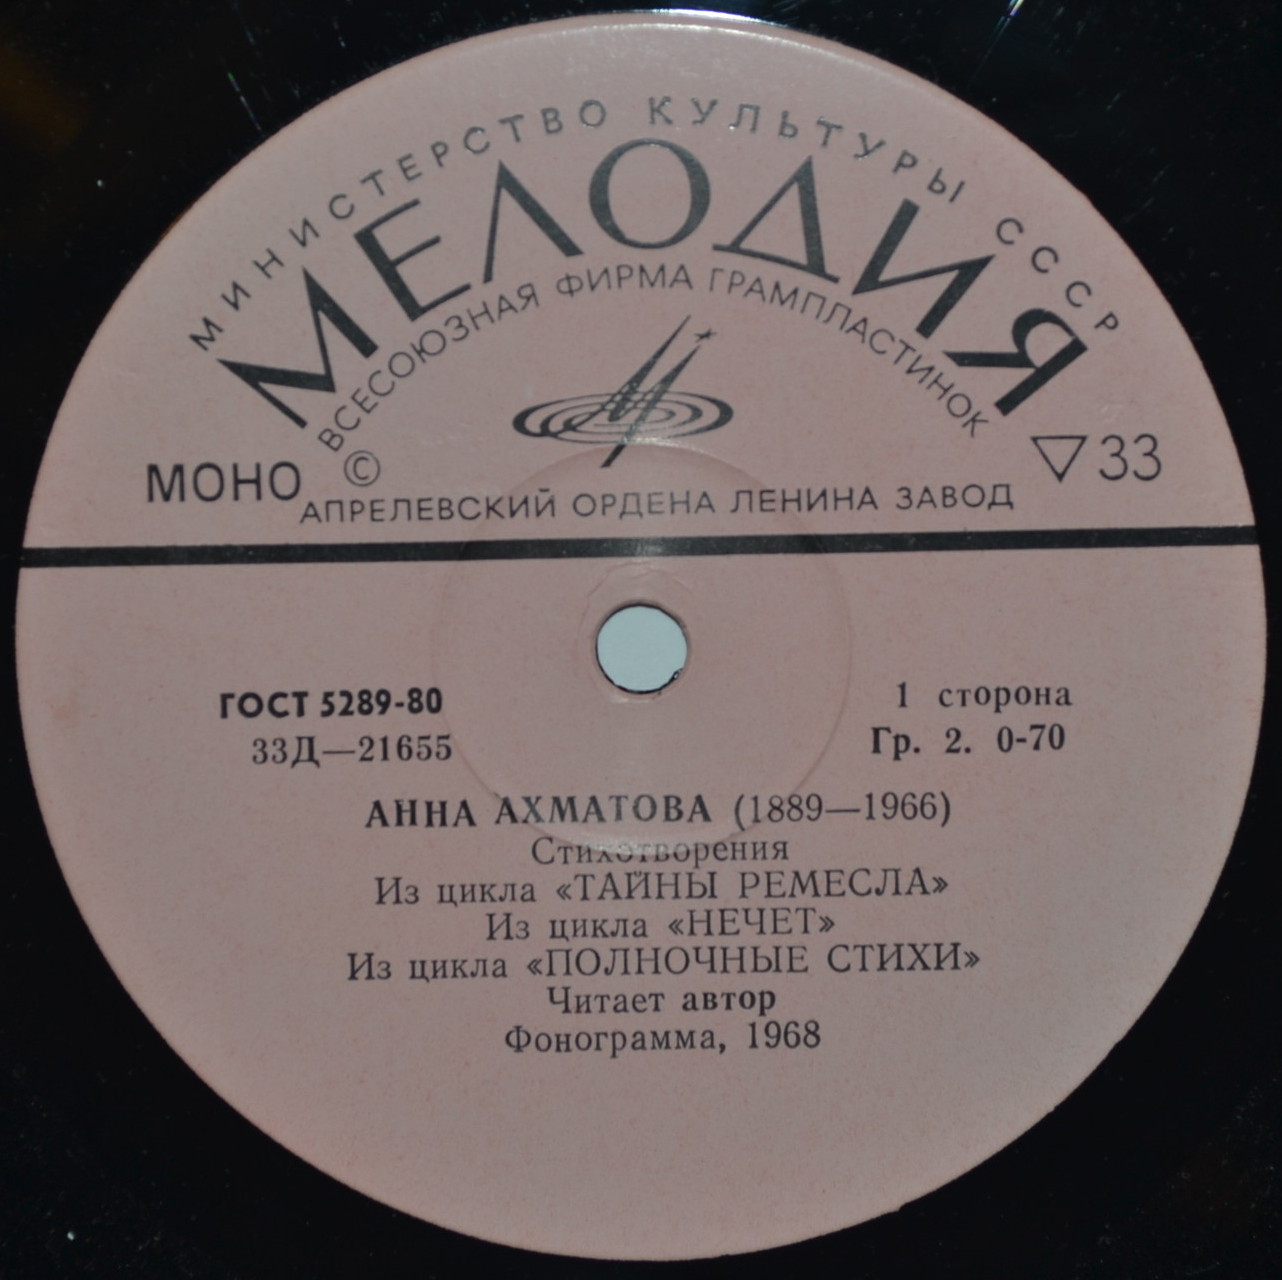 МИНИСТЕРСТВО КУЛЬТУРЫ СССР
МЕЛОДИЯ
ВСЕСОЮЗНАЯ ФИРМА ГРАМПЛАСТИНОК
МОНО © ▽33
АПРЕЛЕВСКИЙ ОРДЕНА ЛЕНИНА ЗАВОД
ГОСТ 5289-80 1 сторона
33Д—21655 Гр. 2. 0-70
АННА АХМАТОВА (1889—1966)
Стихотворения
Из цикла «ТАЙНЫ РЕМЕСЛА»
Из цикла «НЕЧЕТ»
Из цикла «ПОЛНОЧНЫЕ СТИХИ»
Читает автор
Фонограмма, 1968